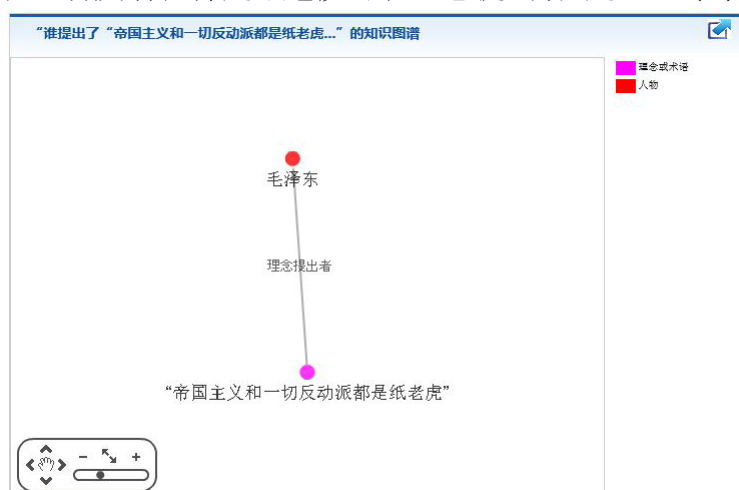 “谁提出了“帝国主义和一切反动派都是纸老虎...”的知识图谱
理念或术语
人物
毛泽东
理念提出者
“帝国主义和一切反动派都是纸老虎”